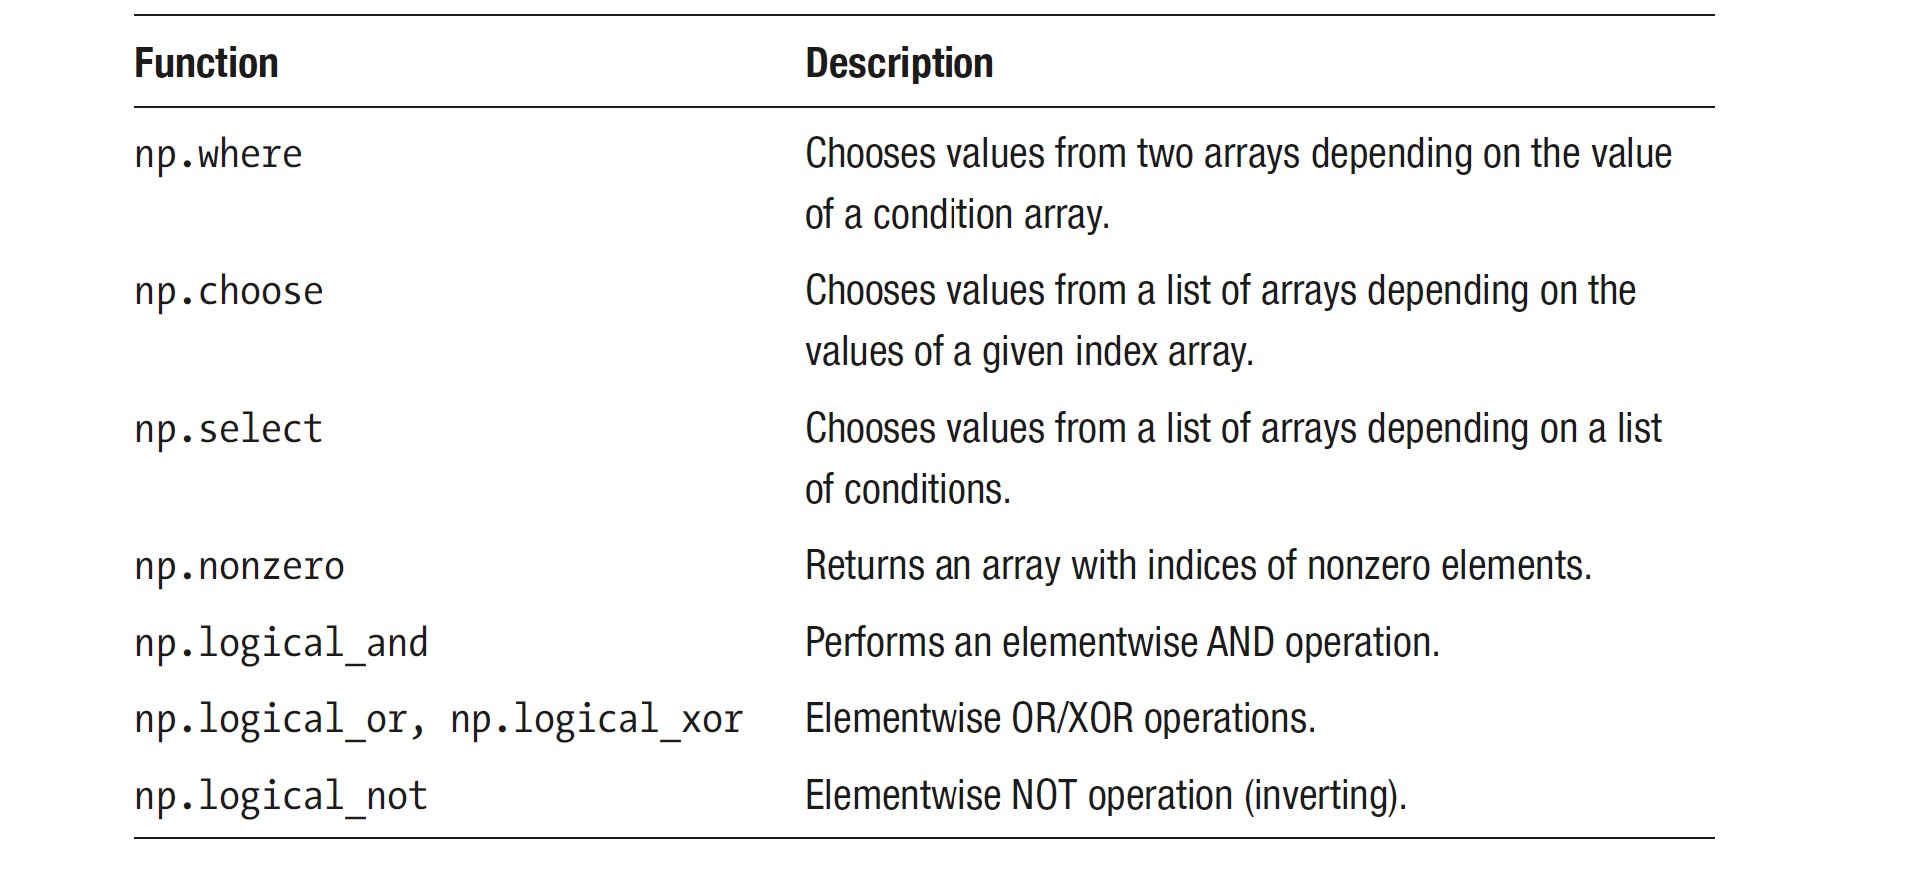 Function Description
np.where Chooses values from two arrays depending on the value
of a condition array.
np.choose Chooses values from a list of arrays depending on the
values of a given index array.
np.select Chooses values from a list of arrays depending on a list
of conditions.
np.nonzero Returns an array with indices of nonzero elements.
np.logical_and Performs an elementwise AND operation.
np.logical_or, np.logical_xor Elementwise OR/XOR operations.
np.logical_not Elementwise NOT operation (inverting).